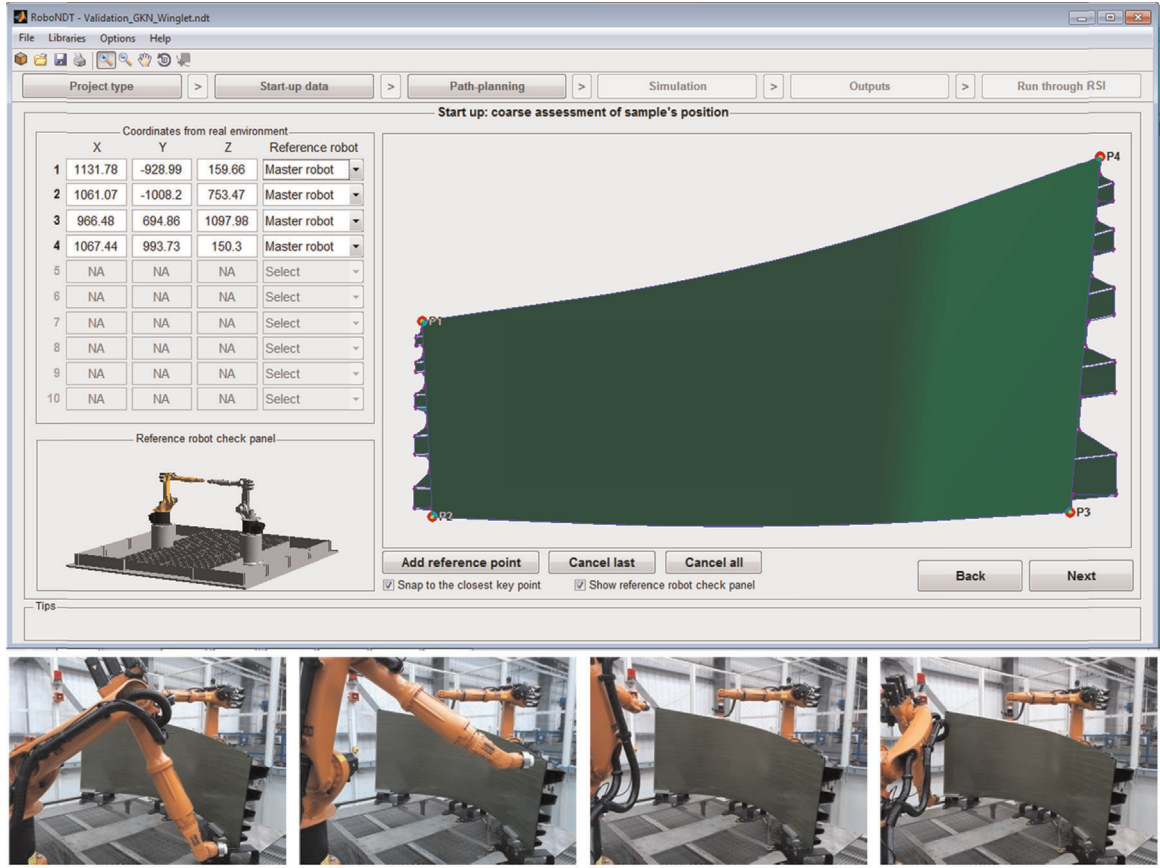 RoboNDT - Validation_GKN_Winglet.ndt
File Libraries Options Help
Project type > Start-up data > Path-planning > Simulation > Outputs > Run through RSI
Start up: coarse assessment of sample's position
Coordinates from real environment
X Y Z Reference robot
1 1131.78 -928.99 159.66 Master robot
2 1061.07 -1008.2 753.47 Master robot
3 966.48 694.86 1097.98 Master robot
4 1067.44 993.73 150.3 Master robot
5 NA NA NA Select
6 NA NA NA Select
7 NA NA NA Select
8 NA NA NA Select
9 NA NA NA Select
10 NA NA NA Select
P4
P1
P2
P3
Reference robot check panel
Add reference point Cancel last Cancel all
Snap to the closest key point Show reference robot check panel
Back Next
Tips